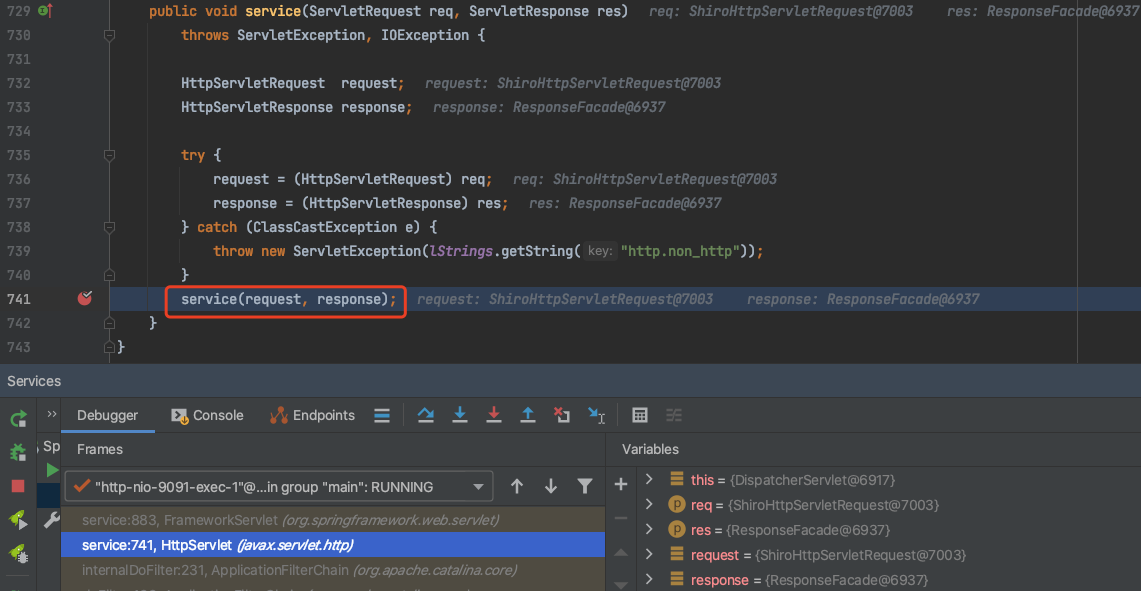 729 public void service(ServletRequest req, ServletResponse res) req: ShiroHttpServletRequest@7003 res: ResponseFacade@6937
730 throws ServletException, IOException {
731
732 HttpServletRequest request; request: ShiroHttpServletRequest@7003
733 HttpServletResponse response; response: ResponseFacade@6937
734
735 try {
736 request = (HttpServletRequest) req; req: ShiroHttpServletRequest@7003
737 response = (HttpServletResponse) res; res: ResponseFacade@6937
738 } catch (ClassCastException e) {
739 throw new ServletException(lStrings.getString( key: "http.non_http"));
740 }
741 service(request, response); request: ShiroHttpServletRequest@7003 response: ResponseFacade@6937
742 }
743 }
Services
Debugger Console Endpoints
Sp
Frames
Variables
"http-nio-9091-exec-1"@...in group "main": RUNNING
service:883, FrameworkServlet (org.springframework.web.servlet)
service:741, HttpServlet (javax.servlet.http)
internalDoFilter:231, ApplicationFilterChain (org.apache.catalina.core)
this = {DispatcherServlet@6917}
req = {ShiroHttpServletRequest@7003}
res = {ResponseFacade@6937}
request = {ShiroHttpServletRequest@7003}
response = {ResponseFacade@6937}